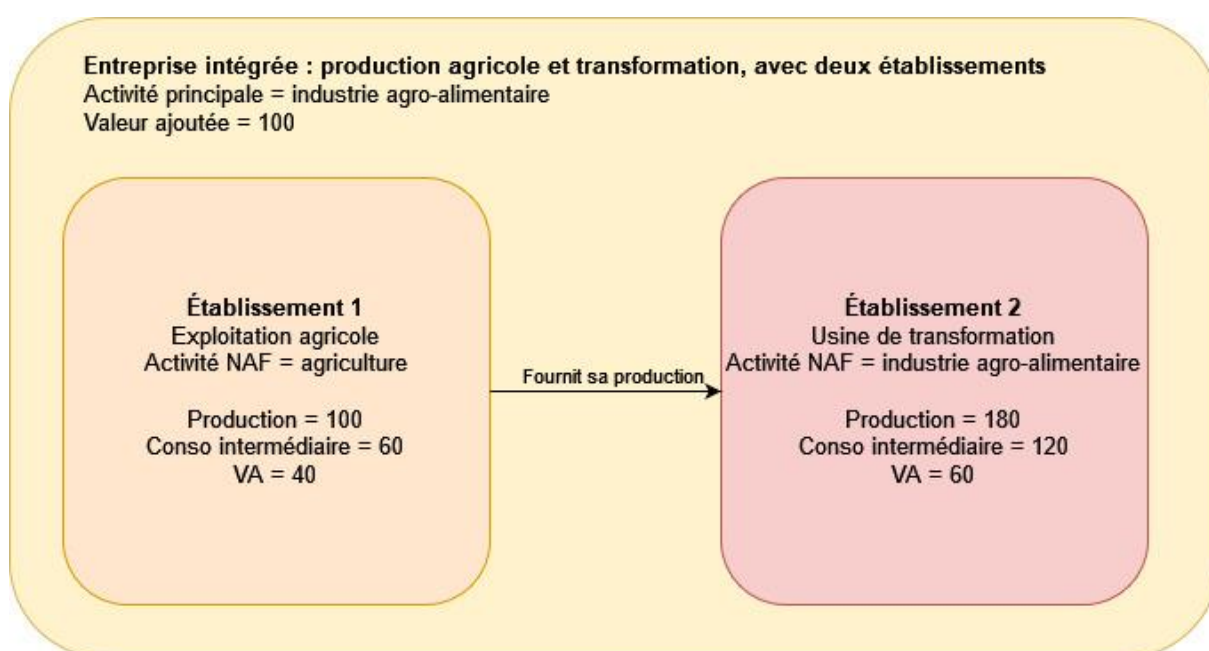 Entreprise intégrée : production agricole et transformation, avec deux établissements
Activité principale = industrie agro-alimentaire
Valeur ajoutée = 100
Établissement 1
Exploitation agricole
Activité NAF = agriculture
Production = 100
Conso intermédiaire = 60
VA = 40
Fournit sa production
Établissement 2
Usine de transformation
Activité NAF = industrie agro-alimentaire
Production = 180
Conso intermédiaire = 120
VA = 60